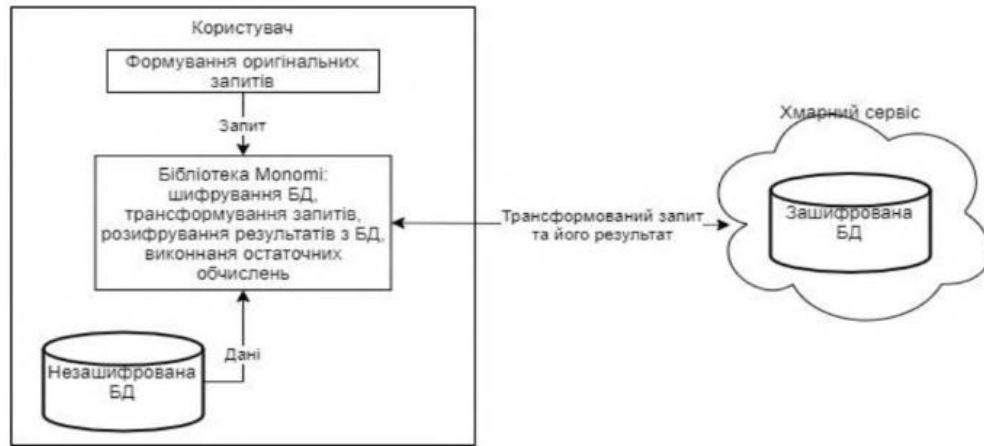 Користувач
Формування оригінальних
запитів
Запит
Бібліотека Monomi:
шифрування БД,
трансформування запитів,
розифрування результатів з БД,
виконнаня остаточних
обчислень
Дані
Незашифрована
БД
Трансформований запит
та його результат
Хмарний сервіс
Зашифрована
БД